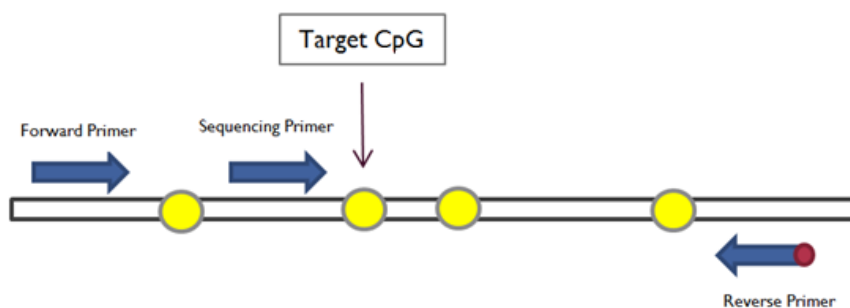 Target CpG
Forward Primer
Sequencing Primer
Reverse Primer